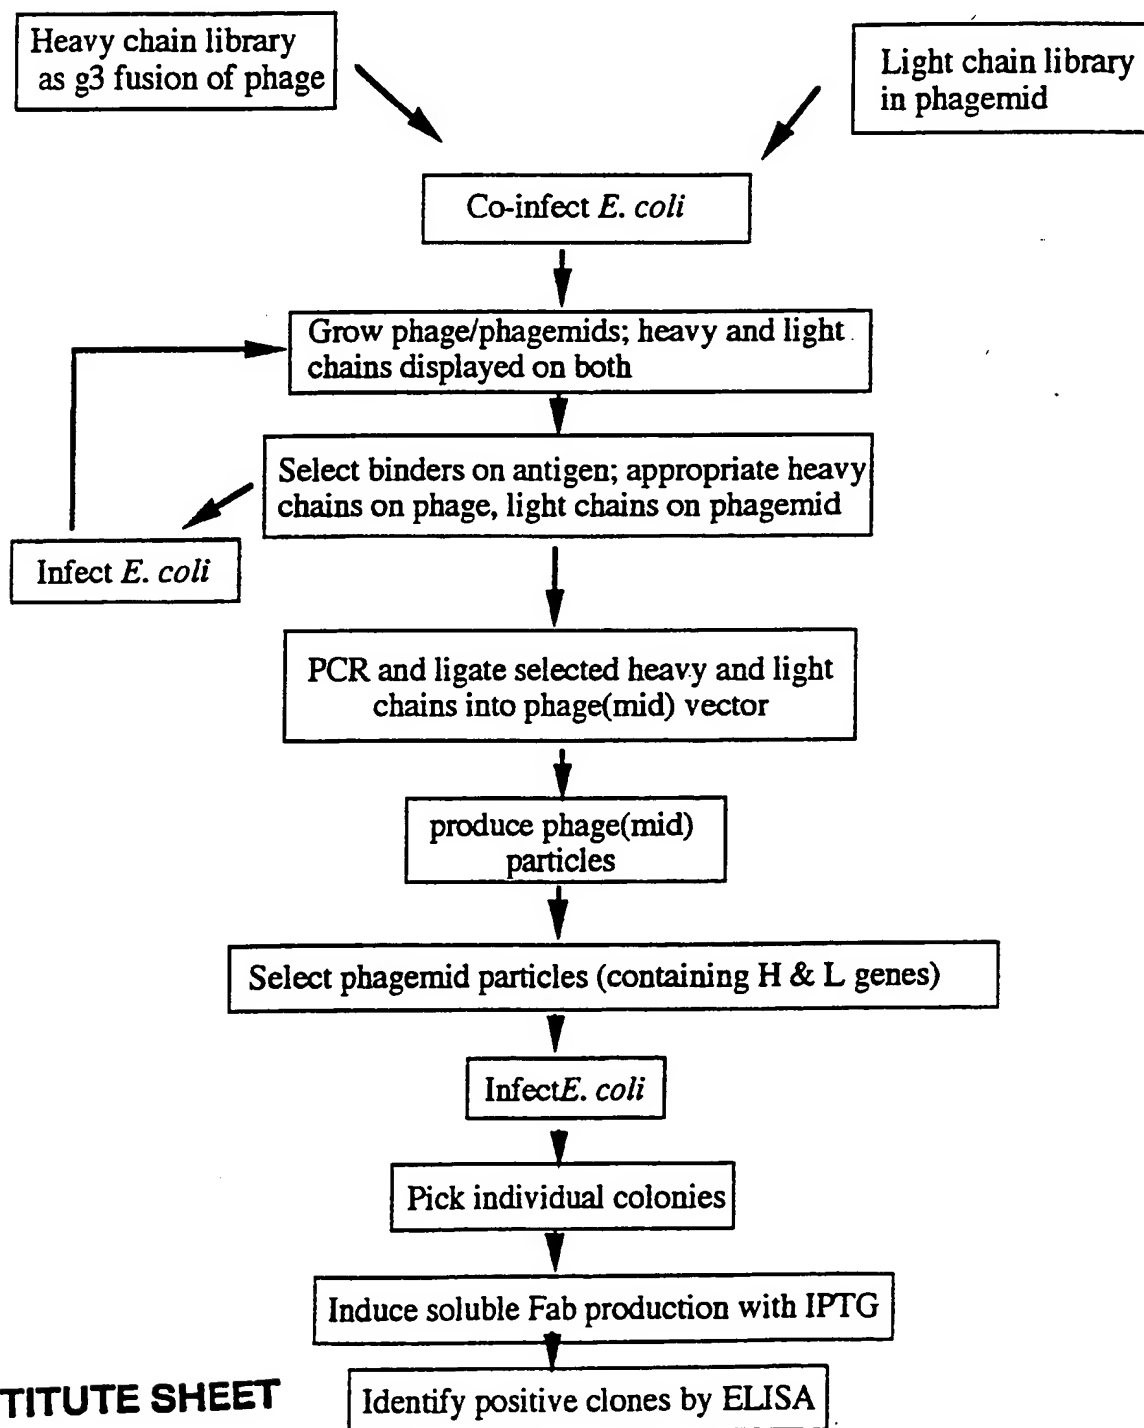 Heavy chain library
as g3 fusion of phage
Light chain library
in phagemid
Co-infect E. coli
Grow phage/phagemids; heavy and light
chains displayed on both
Select binders on antigen; appropriate heavy
chains on phage, light chains on phagemid
Infect E. coli
PCR and ligate selected heavy and light
chains into phage(mid) vector
produce phage(mid)
particles
Select phagemid particles (containing H & L genes)
InfectE. coli
Pick individual colonies
Induce soluble Fab production with IPTG
TITUTE SHEET
Identify positive clones by ELISA